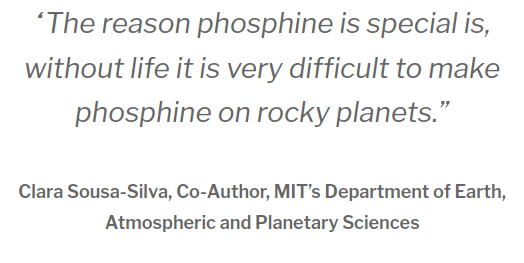 ‘The reason phosphine is special is,
without life it is very difficult to make
phosphine on rocky planets.”
Clara Sousa-Silva, Co-Author, MIT’s Department of Earth,
Atmospheric and Planetary Sciences